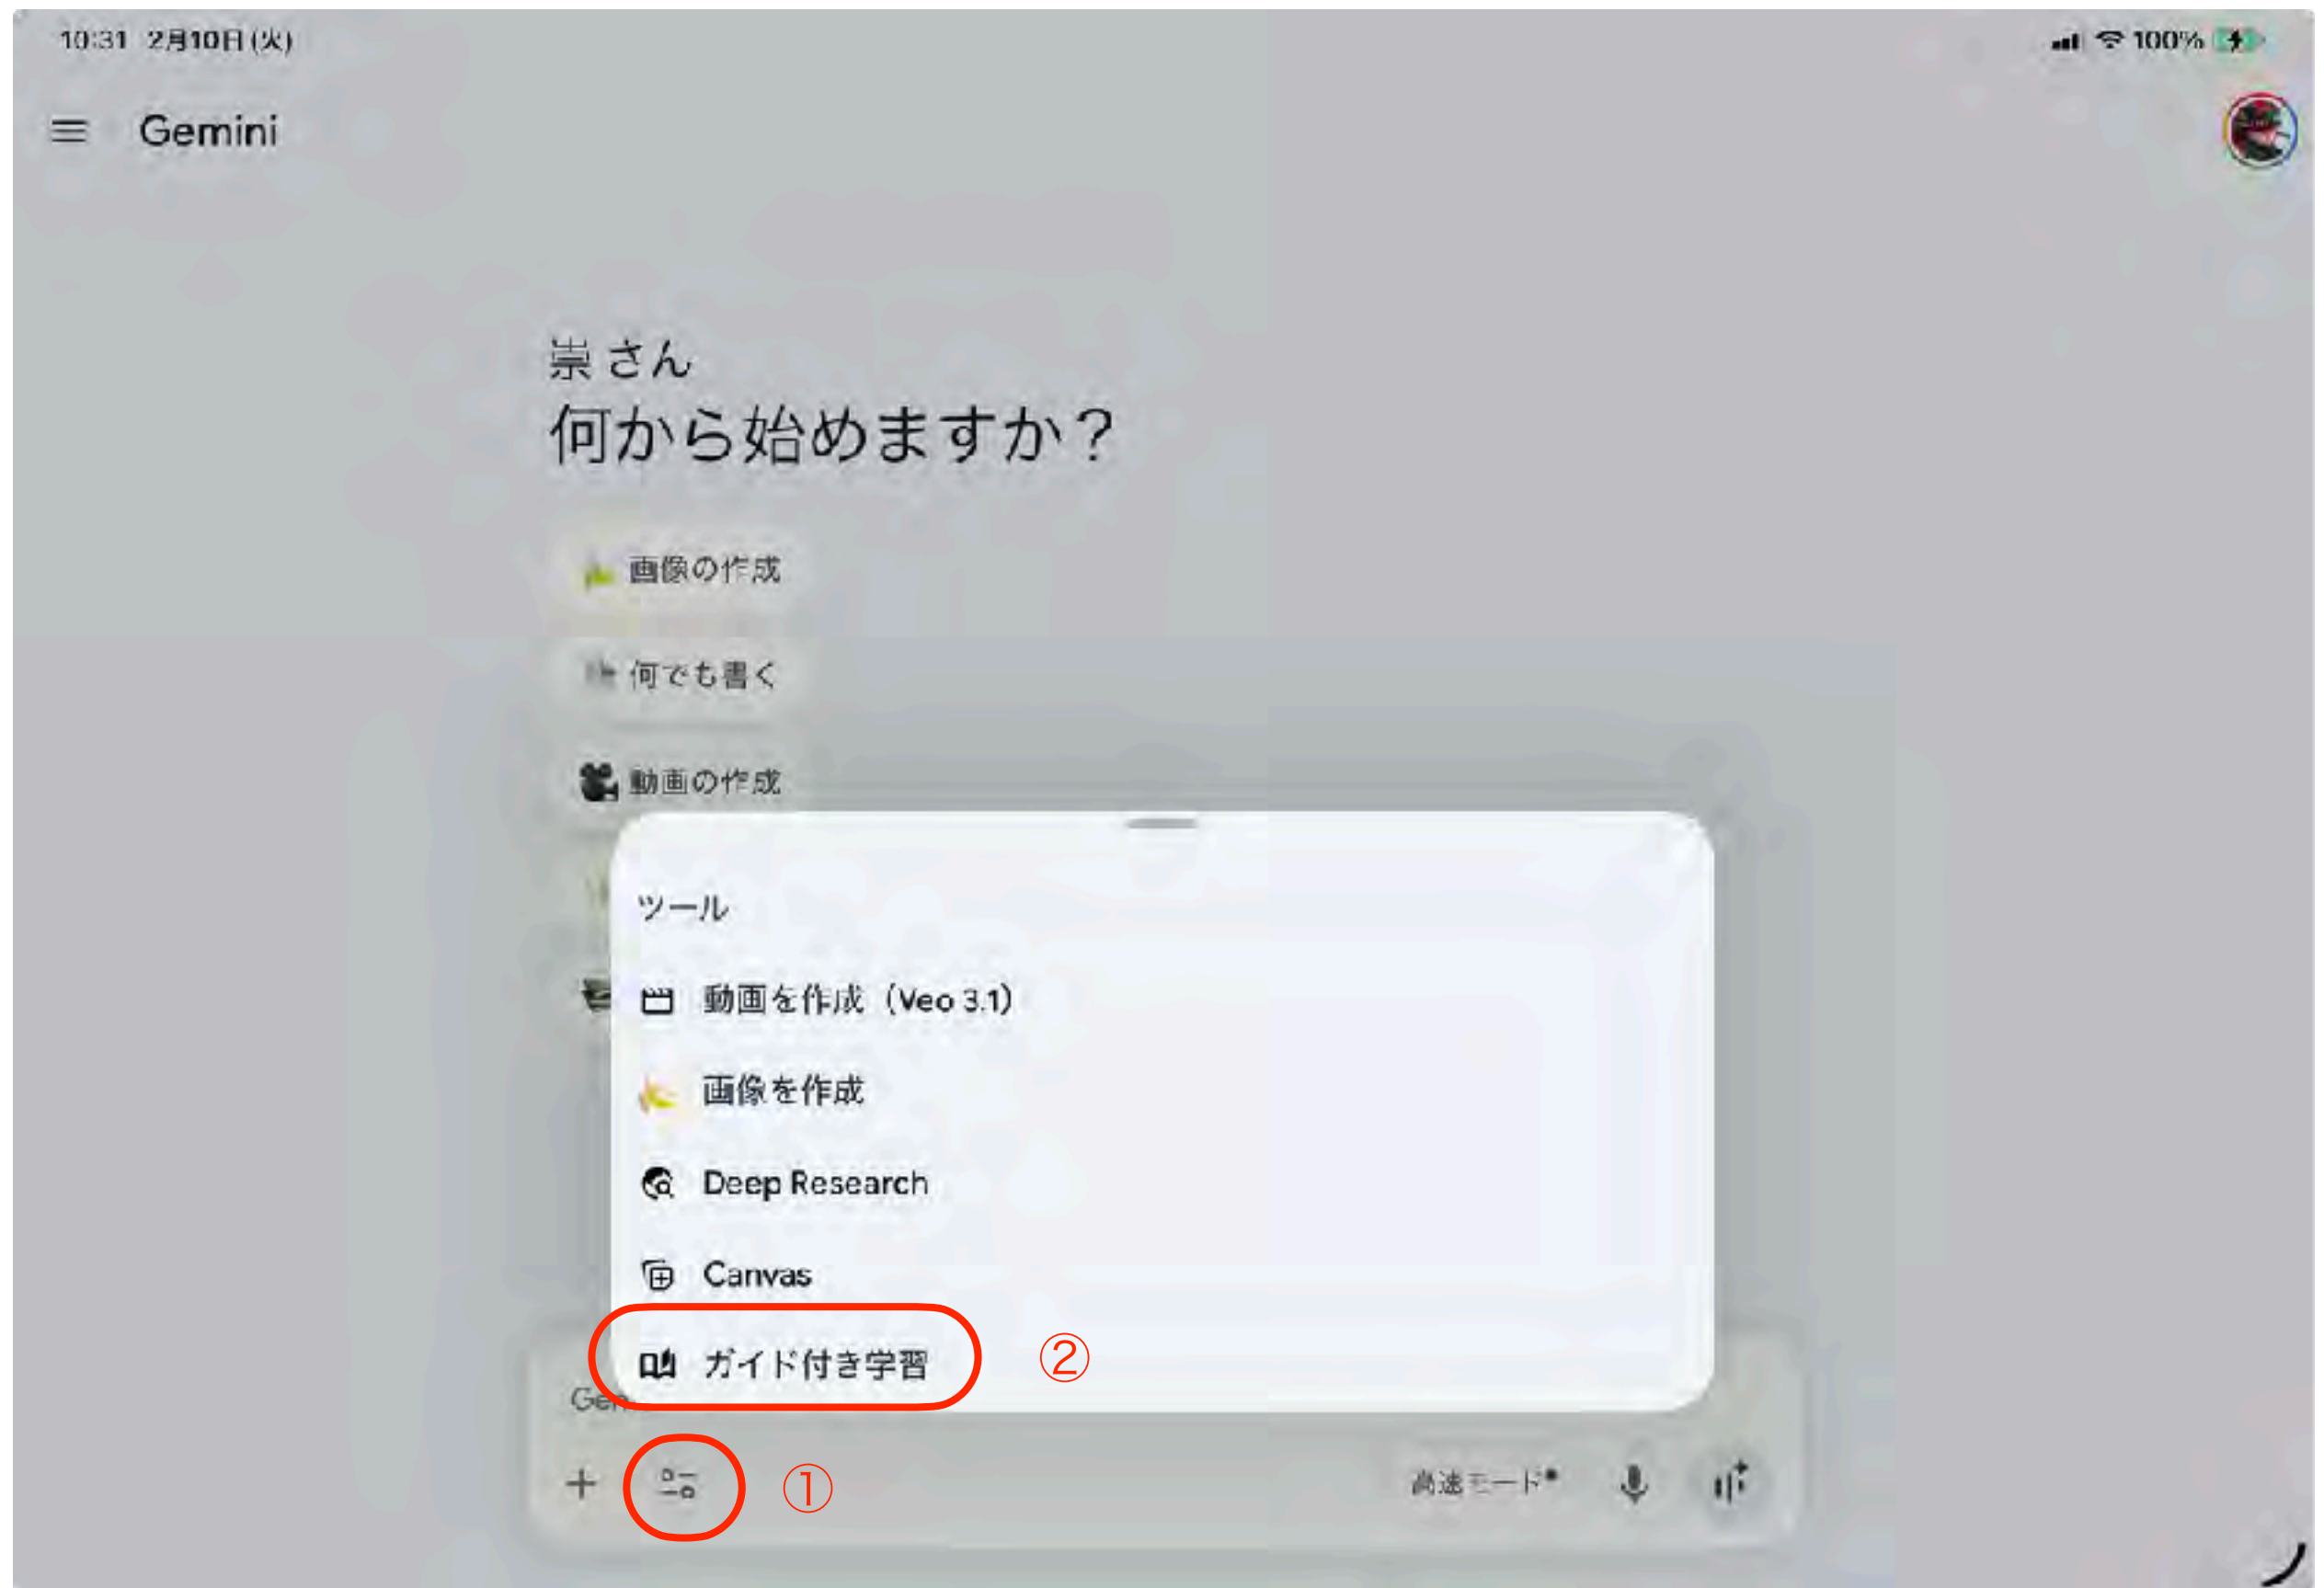 10:31 2月10日(火)
100%
Gemini
崇さん
何から始めますか？
画像の作成
何でも書く
動画の作成
ツール
動画を作成（Veo 3.1）
画像を作成
Deep Research
Canvas
ガイド付き学習 ②
Gem
① 高速モード